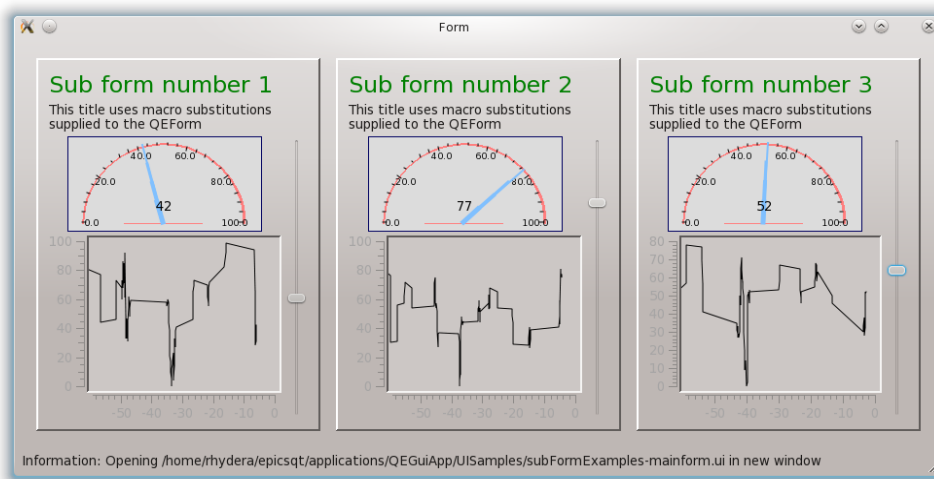 Form
Sub form number 1
This title uses macro substitutions
supplied to the QEForm
0.0 20.0 40.0 60.0 80.0 100.0
42
100
80
60
40
20
0
-50 -40 -30 -20 -10 0
Sub form number 2
This title uses macro substitutions
supplied to the QEForm
0.0 20.0 40.0 60.0 80.0 100.0
77
100
80
60
40
20
0
-50 -40 -30 -20 -10 0
Sub form number 3
This title uses macro substitutions
supplied to the QEForm
0.0 20.0 40.0 60.0 80.0 100.0
52
80
70
60
50
40
30
20
10
0
-50 -40 -30 -20 -10 0
Information: Opening /home/rhydera/epicsqt/applications/QEGuiApp/UISamples/subFormExamples-mainform.ui in new window